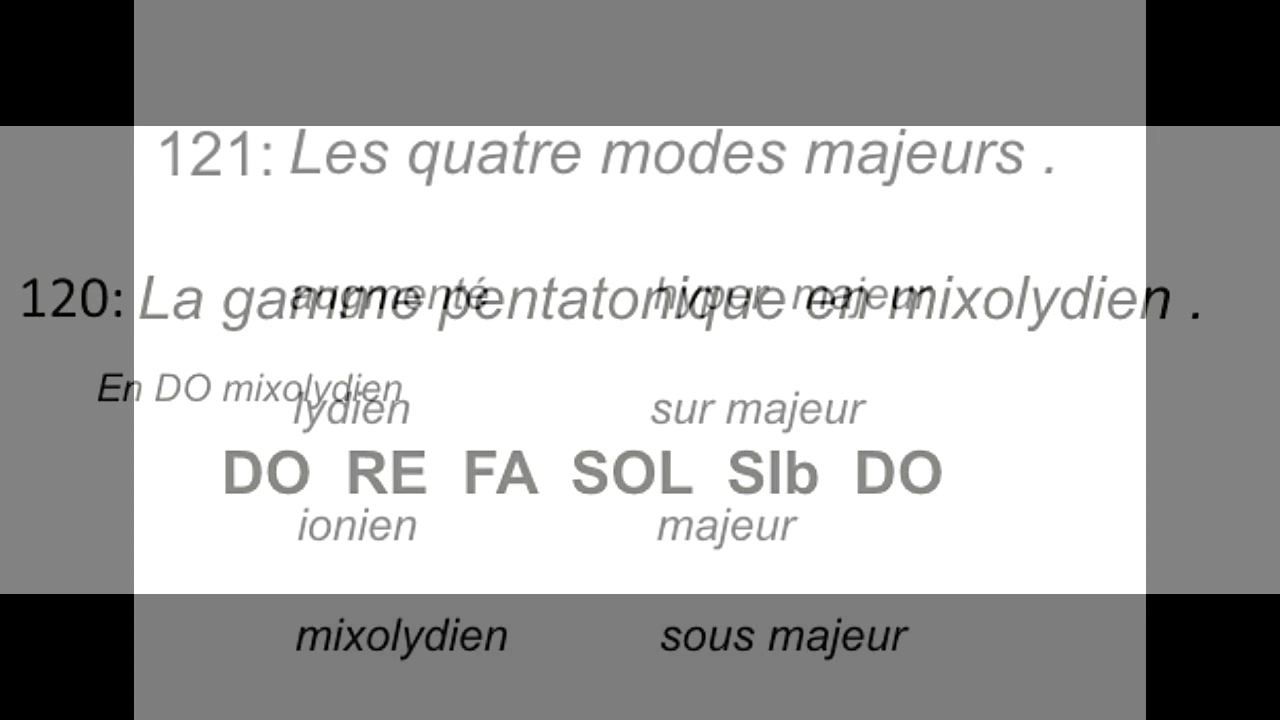 121: Les quatre modes majeurs .
120: La gamme pentatonique en mixolydien .
augmenté hyper majeur
En DO mixolydien
lydien sur majeur
DO RE FA SOL SIb DO
ionien majeur
mixolydien sous majeur